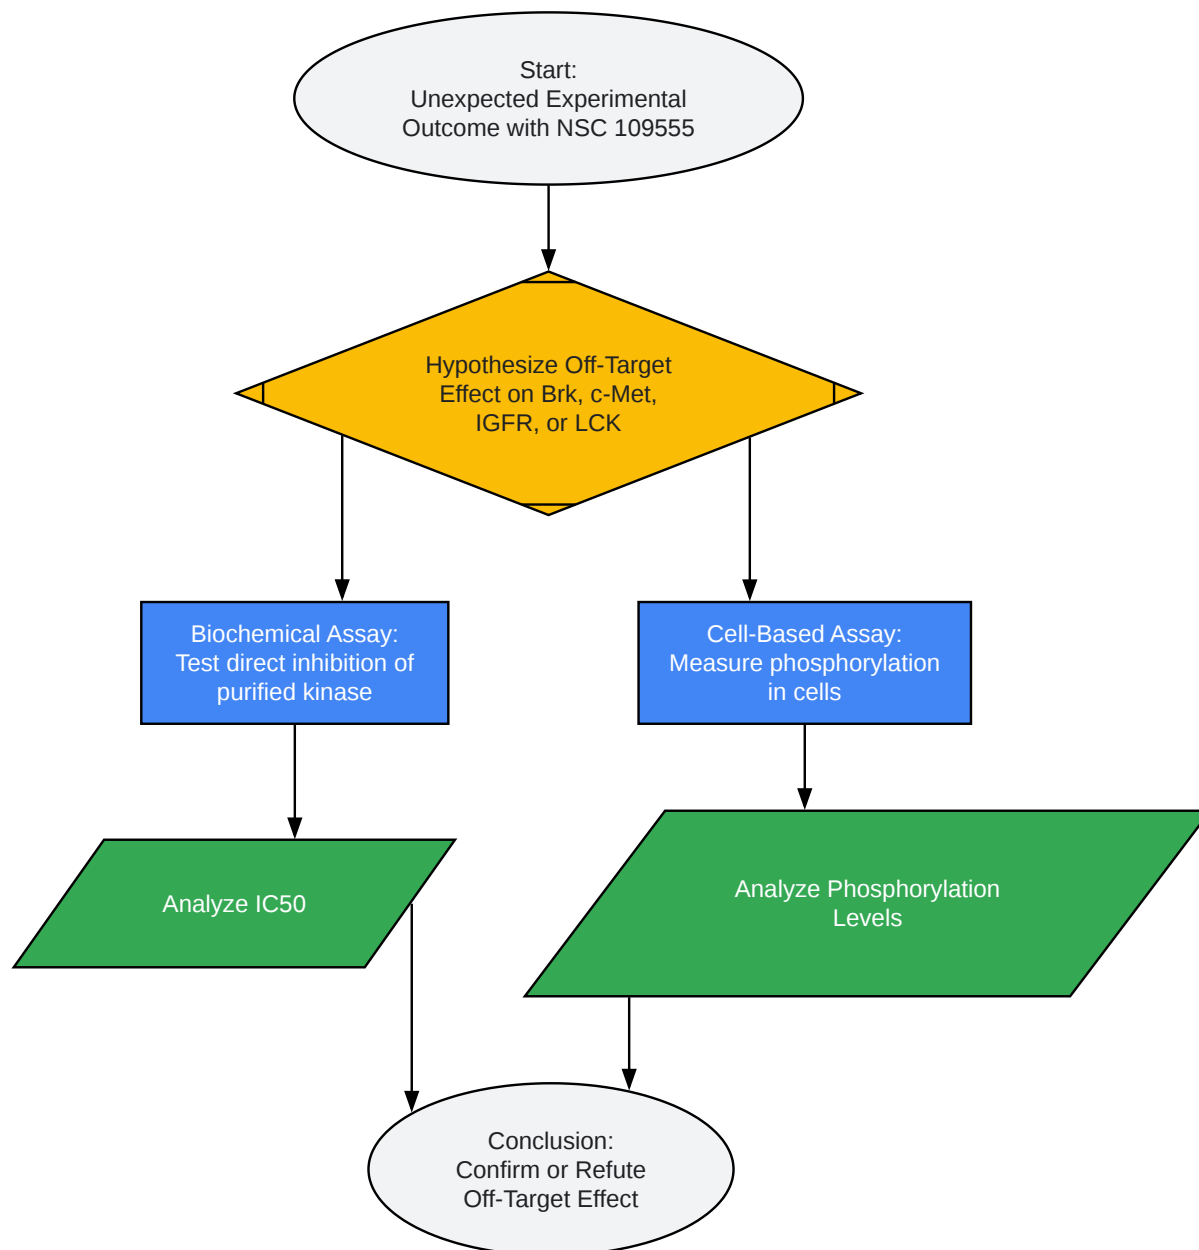 Start:
Unexpected Experimental
Outcome with NSC 109555
Hypothesize Off-Target
Effect on Brk, c-Met,
IGFR, or LCK
Biochemical Assay:
Test direct inhibition of
purified kinase
Cell-Based Assay:
Measure phosphorylation
in cells
Analyze IC50
Analyze Phosphorylation
Levels
Conclusion:
Confirm or Refute
Off-Target Effect